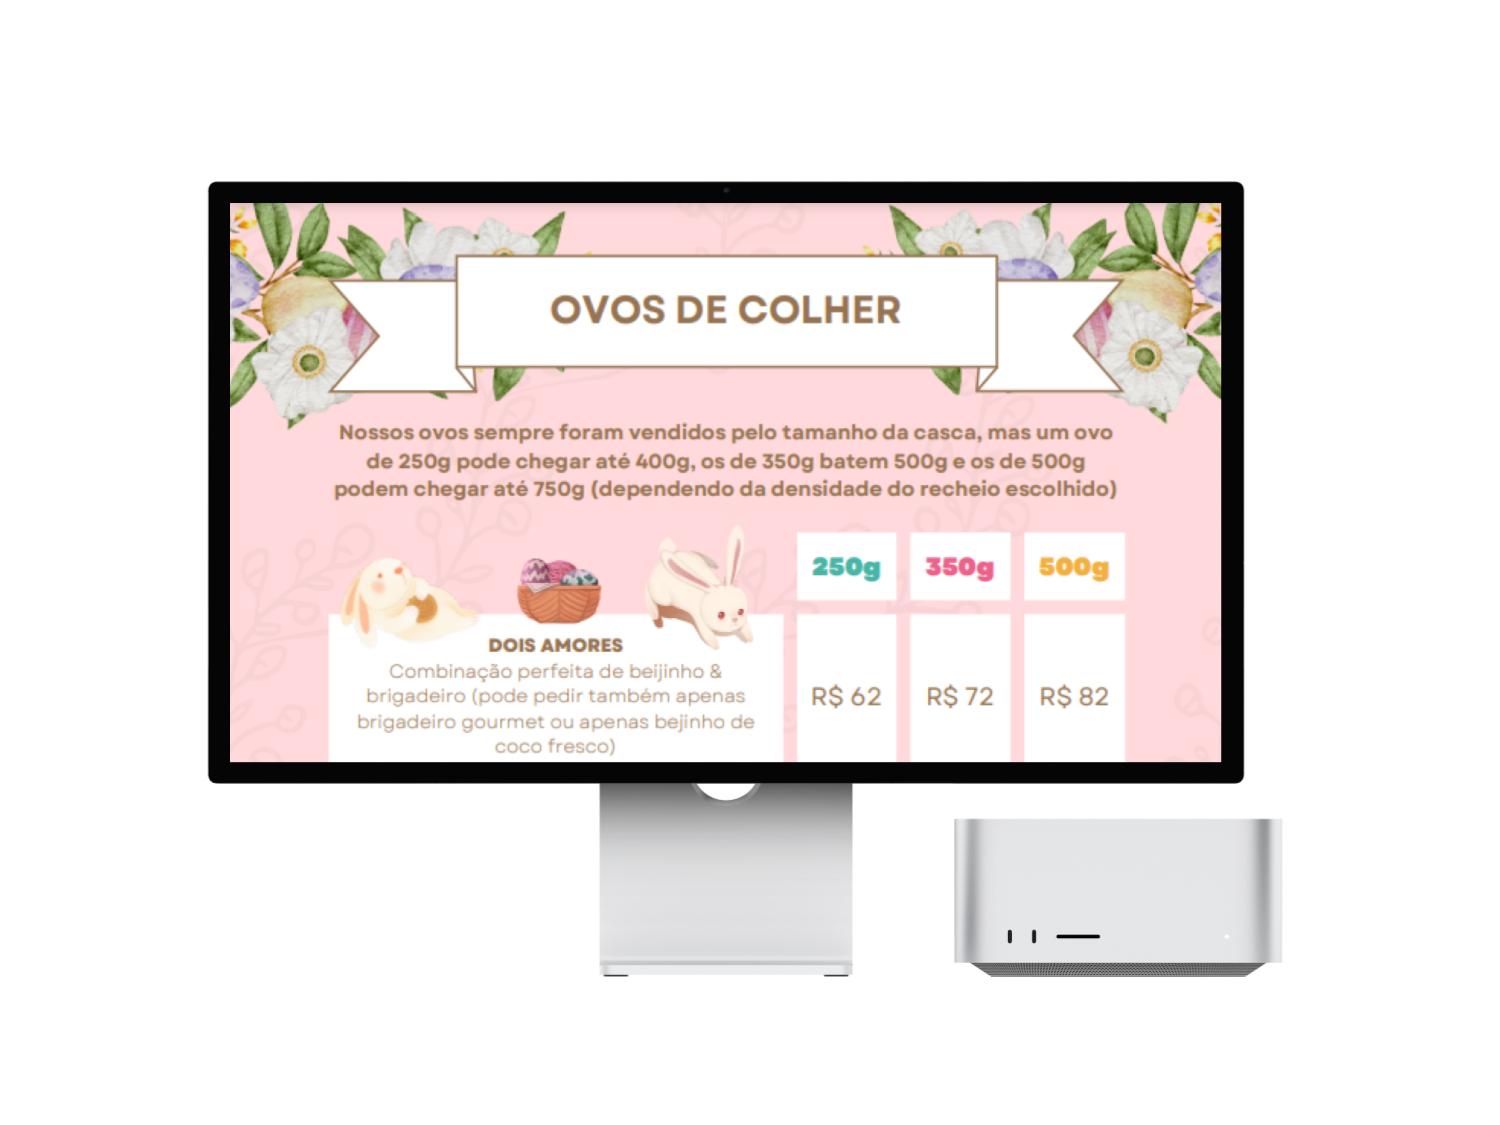 OVOS DE COLHER
Nossos ovos sempre foram vendidos pelo tamanho da casca, mas um ovo
de 250g pode chegar até 400g, os de 350g batem 500g e os de 500g
podem chegar até 750g (dependendo da densidade do recheio escolhido)
250g 350g 500g
DOIS AMORES
Combinação perfeita de beijinho &
brigadeiro (pode pedir também apenas
brigadeiro gourmet ou apenas bejinho de
coco fresco)
R$ 62 R$ 72 R$ 82